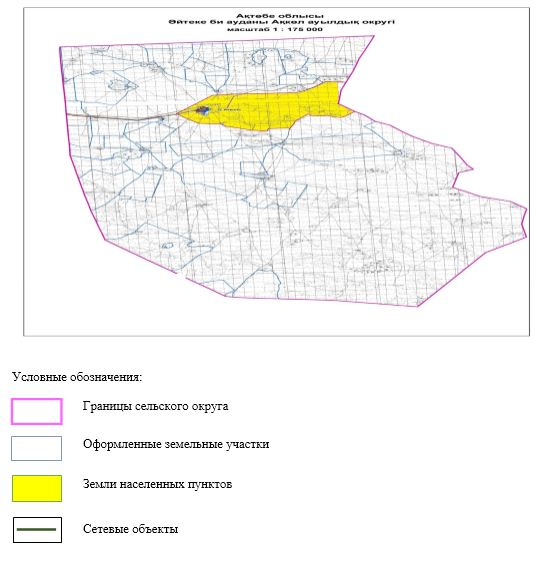 Ақтөбе облысы
Әйтеке би ауданы Ақкөл ауылдық округі
масштаб 1 : 175 000
Условные обозначения:
Границы сельского округа
Оформленные земельные участки
Земли населенных пунктов
Сетевые объекты